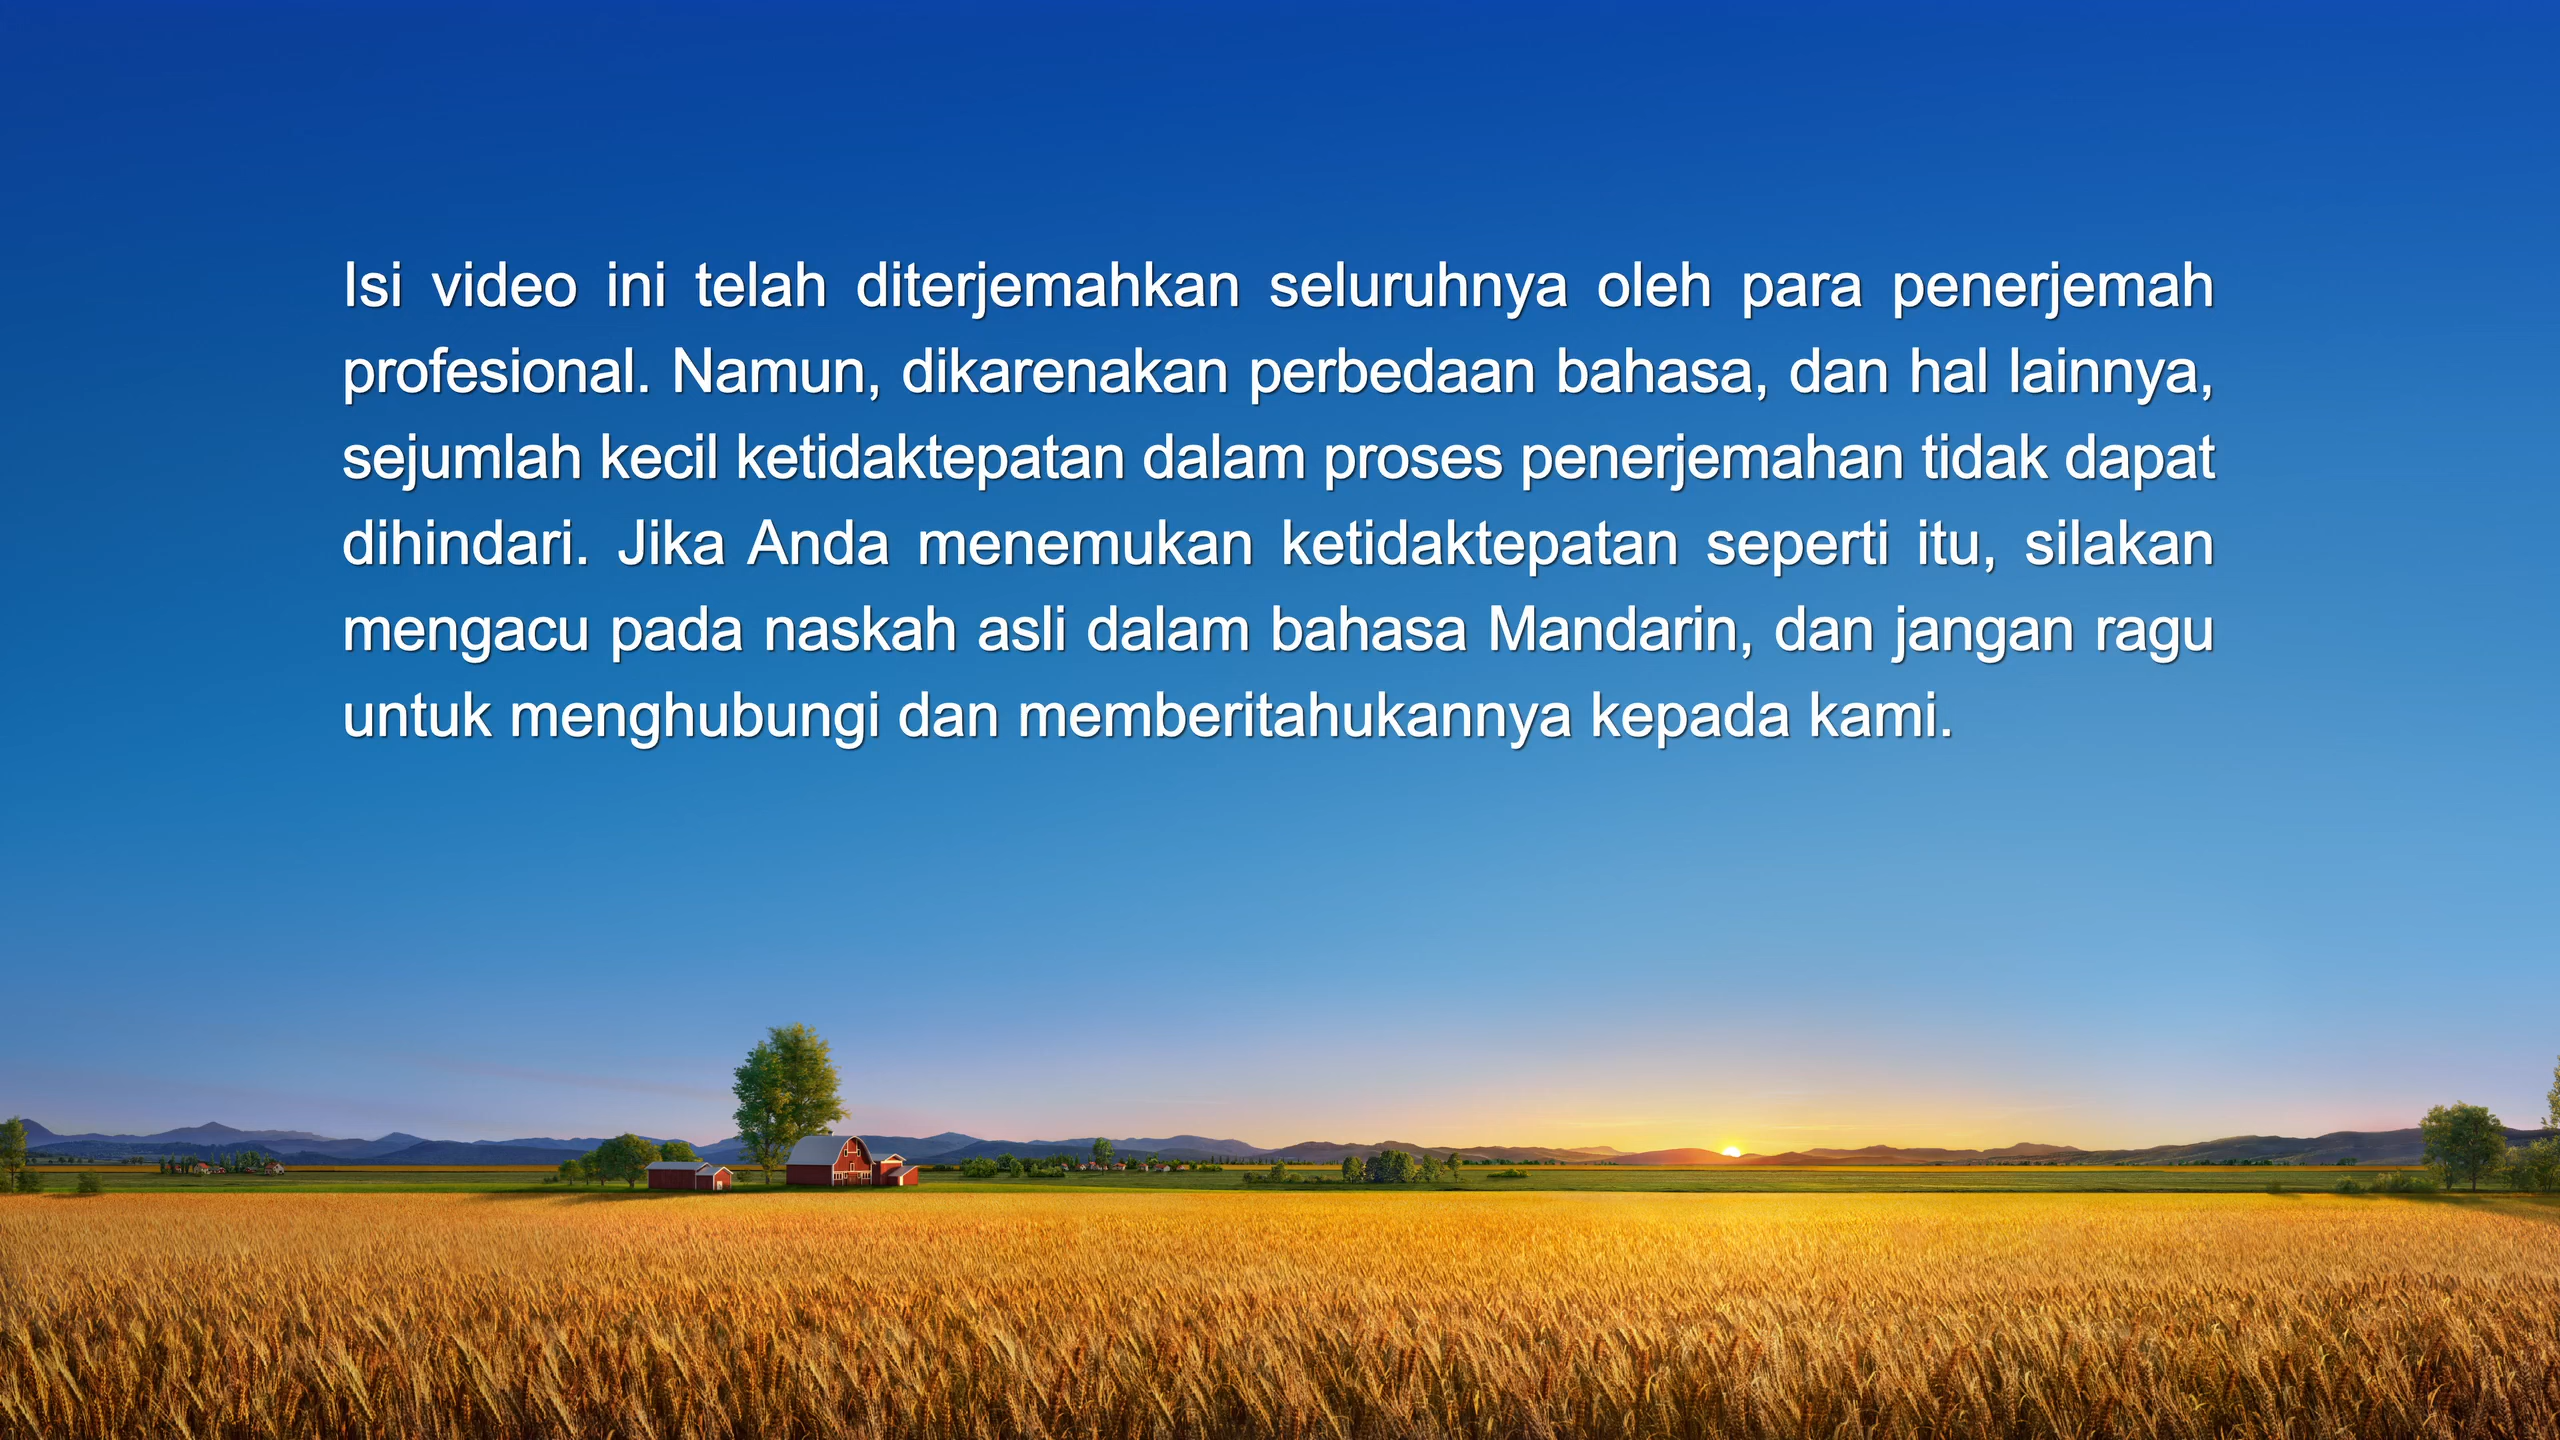 Isi video ini telah diterjemahkan seluruhnya oleh para penerjemah
profesional. Namun, dikarenakan perbedaan bahasa, dan hal lainnya,
sejumlah kecil ketidaktepatan dalam proses penerjemahan tidak dapat
dihindari. Jika Anda menemukan ketidaktepatan seperti itu, silakan
mengacu pada naskah asli dalam bahasa Mandarin, dan jangan ragu
untuk menghubungi dan memberitahukannya kepada kami.